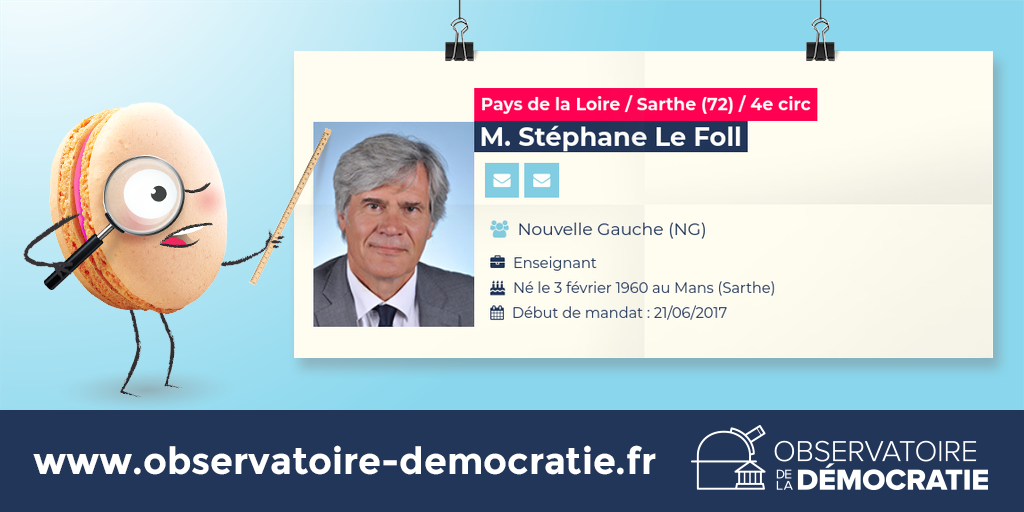 Pays de la Loire / Sarthe (72) / 4e circ
M. Stéphane Le Foll
Nouvelle Gauche (NG)
Enseignant
Né le 3 février 1960 au Mans (Sarthe)
Début de mandat : 21/06/2017
www.observatoire-democratie.fr
OBSERVATOIRE
DE LA DÉMOCRATIE